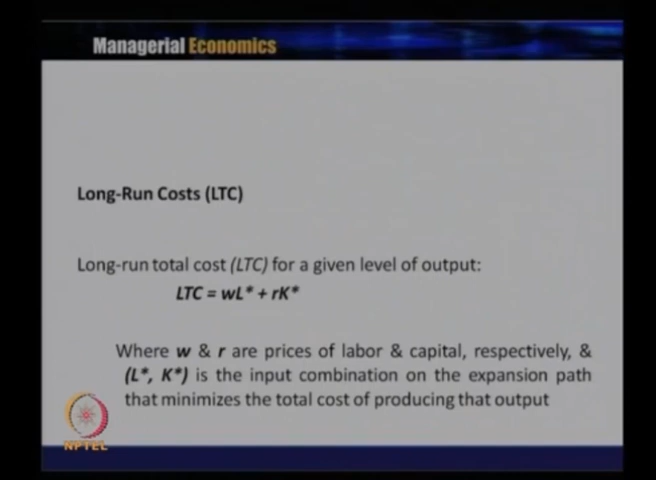 Managerial Economics
Long-Run Costs (LTC)
Long-run total cost (LTC) for a given level of output:
LTC = wL* + rK*
Where w & r are prices of labor & capital, respectively, &
(L*, K*) is the input combination on the expansion path
that minimizes the total cost of producing that output
NPTEL